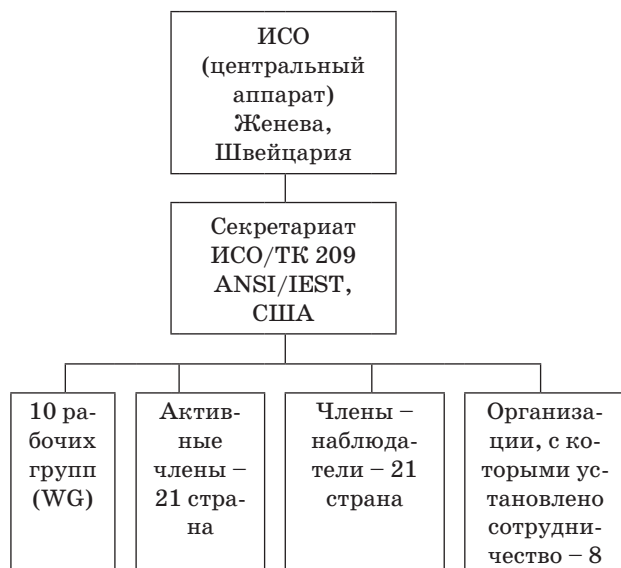 ИСО
(центральный
аппарат)
Женева,
Швейцария
Секретариат
ИСО/ТК 209
ANSI/IEST,
США
10 ра-
бочих
групп
(WG)
Актив-
ные
члены –
21 стра-
на
Члены –
наблюда-
тели – 21
страна
Организа-
ции, с ко-
торыми ус-
тановлено
сотрудни-
чество – 8